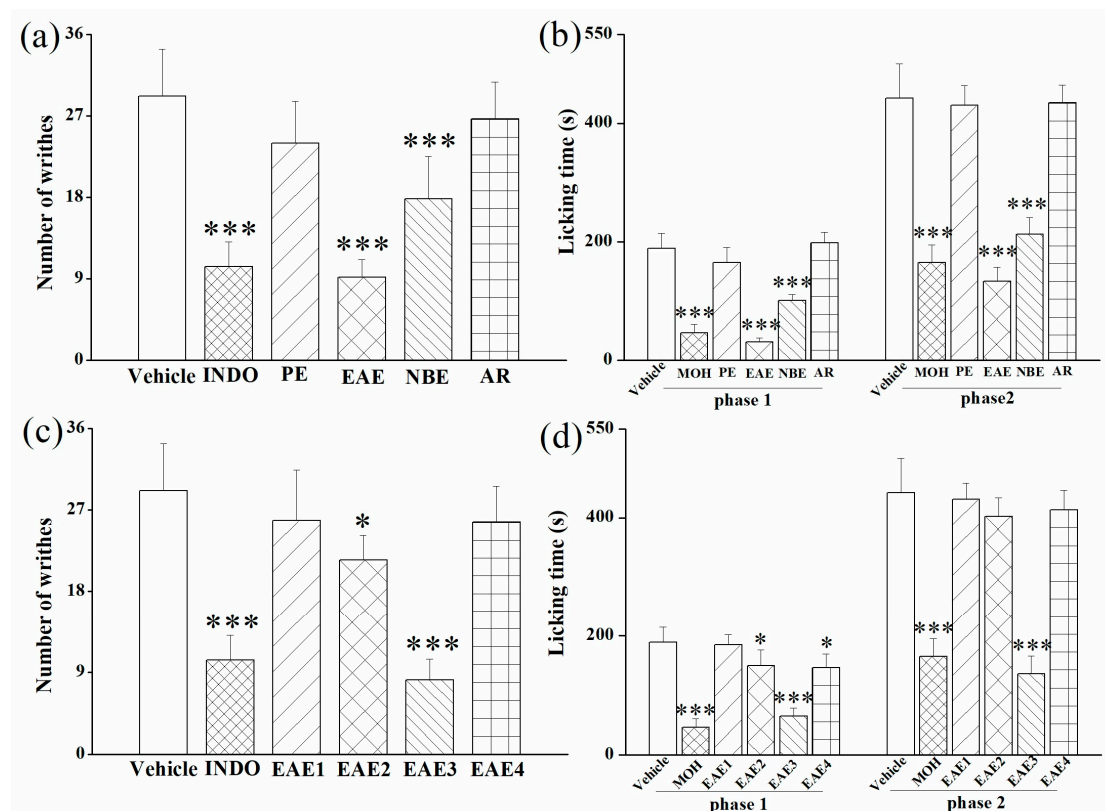 (a)
Number of writhes
36
27
18
9
0
***
***
***
Vehicle INDO PE EAE NBE AR
(b)
Licking time (s)
550
400
200
0
***
***
***
***
***
***
Vehicle MOH PE EAE NBE AR
phase 1
Vehicle MOH PE EAE NBE AR
phase2
(c)
Number of writhes
36
27
18
9
0
***
*
***
Vehicle INDO EAE1 EAE2 EAE3 EAE4
(d)
Licking time (s)
550
400
200
0
***
*
***
*
***
***
Vehicle MOH EAE1 EAE2 EAE3 EAE4
phase 1
Vehicle MOH EAE1 EAE2 EAE3 EAE4
phase 2